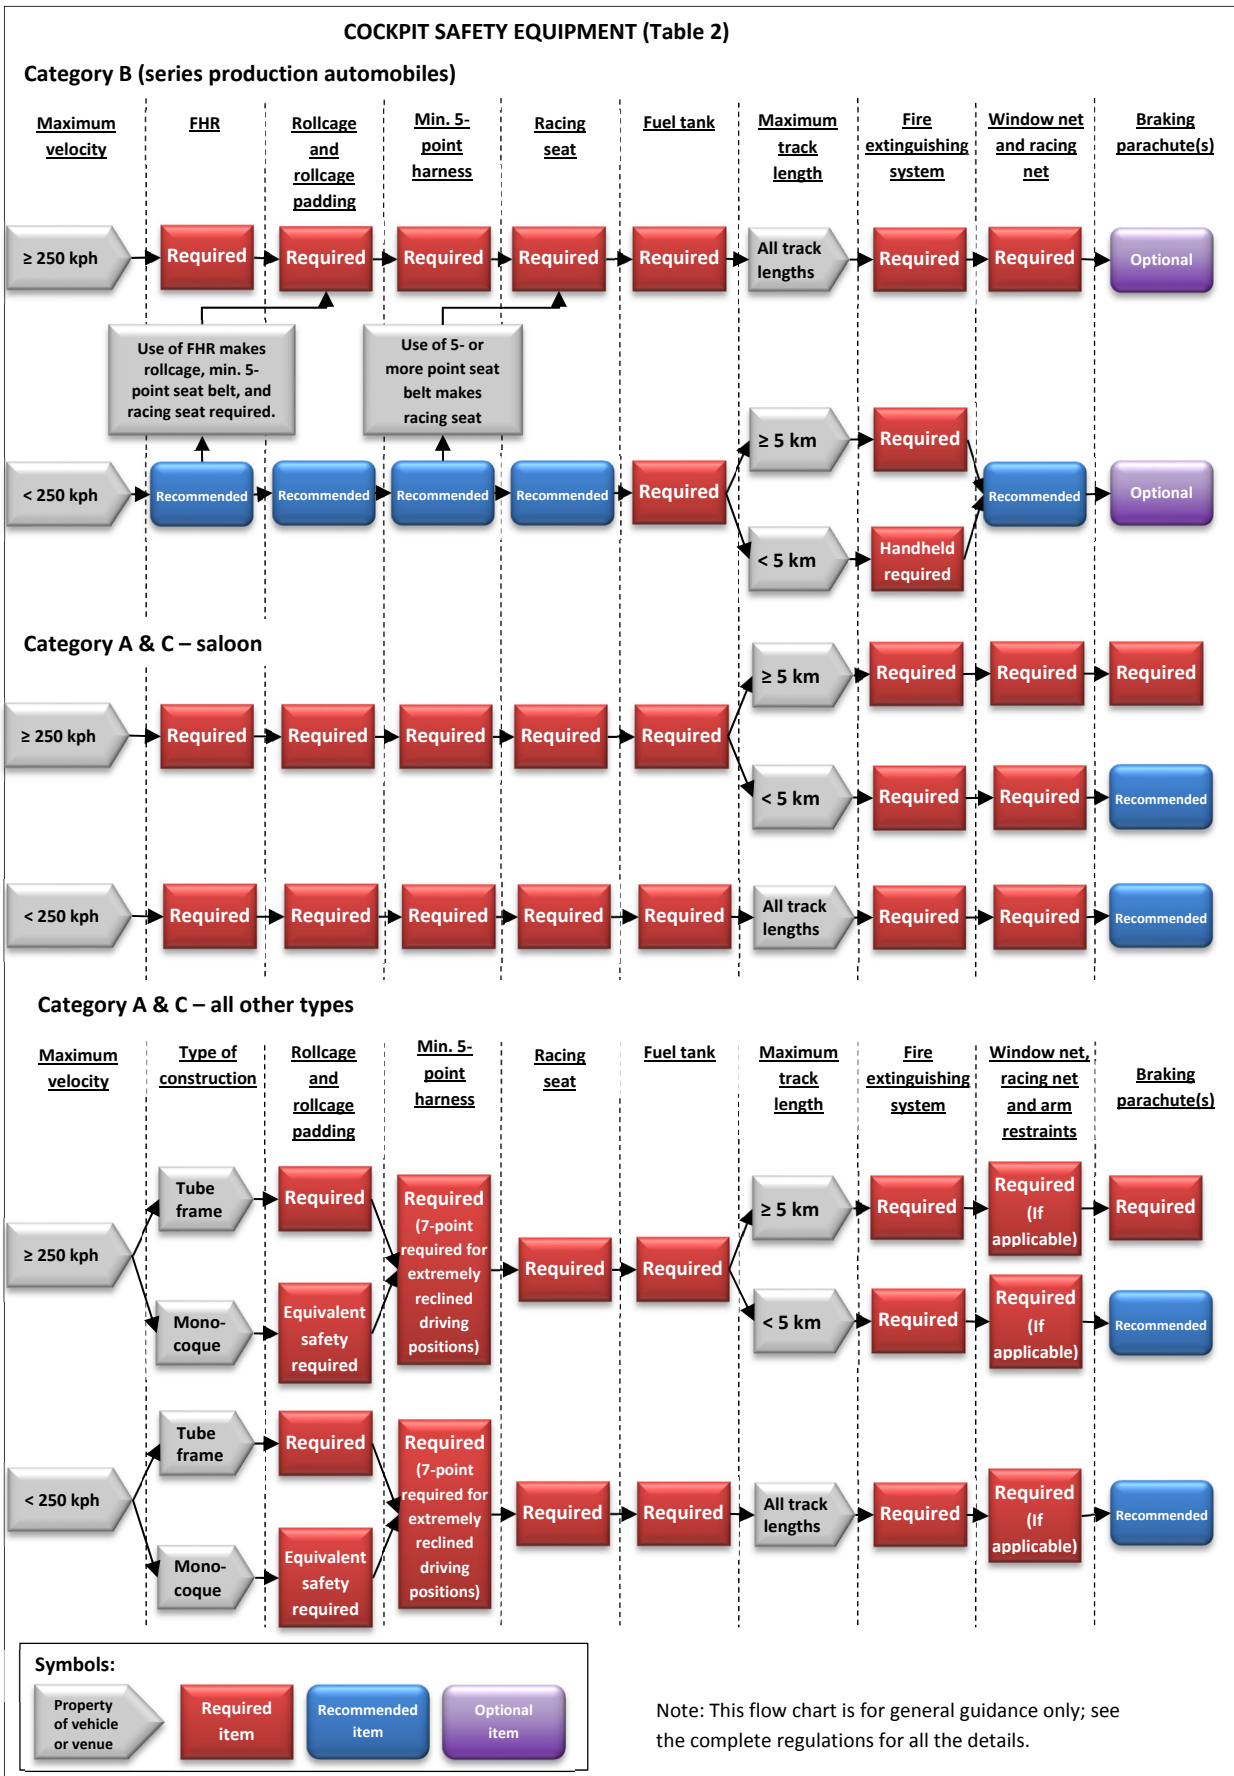 COCKPIT SAFETY EQUIPMENT (Table 2)
Category B (series production automobiles)
Maximum
velocity
FHR
Rollcage
and
rollcage
padding
Min. 5-
point
harness
Racing
seat
Fuel tank
Maximum
track
length
Fire
extinguishing
system
Window net
and racing
net
Braking
parachute(s)
≥ 250 kph
Required
Required
Required
Required
Required
All track
lengths
Required
Required
Optional
Use of FHR makes
rollcage, min. 5-
point seat belt, and
racing seat required.
Use of 5- or
more point seat
belt makes
racing seat
≥ 5 km
Required
< 250 kph
Recommended
Recommended
Recommended
Recommended
Required
Recommended
Optional
< 5 km
Handheld
required
Category A & C – saloon
≥ 5 km
Required
Required
Required
≥ 250 kph
Required
Required
Required
Required
Required
< 5 km
Required
Required
Recommended
< 250 kph
Required
Required
Required
Required
Required
All track
lengths
Required
Required
Recommended
Category A & C – all other types
Maximum
velocity
Type of
construction
Rollcage
and
rollcage
padding
Min. 5-
point
harness
Racing
seat
Fuel tank
Maximum
track
length
Fire
extinguishing
system
Window net,
racing net
and arm
restraints
Braking
parachute(s)
Tube
frame
Required
Required
(7-point
required for
extremely
reclined
driving
positions)
≥ 5 km
Required
Required
(If
applicable)
Required
≥ 250 kph
Required
Required
Mono-
coque
Equivalent
safety
required
< 5 km
Required
Required
(If
applicable)
Recommended
Tube
frame
Required
Required
(7-point
required for
extremely
reclined
driving
positions)
< 250 kph
Required
Required
All track
lengths
Required
Required
(If
applicable)
Recommended
Mono-
coque
Equivalent
safety
required
Symbols:
Property
of vehicle
or venue
Required
item
Recommended
item
Optional
item
Note: This flow chart is for general guidance only; see
the complete regulations for all the details.